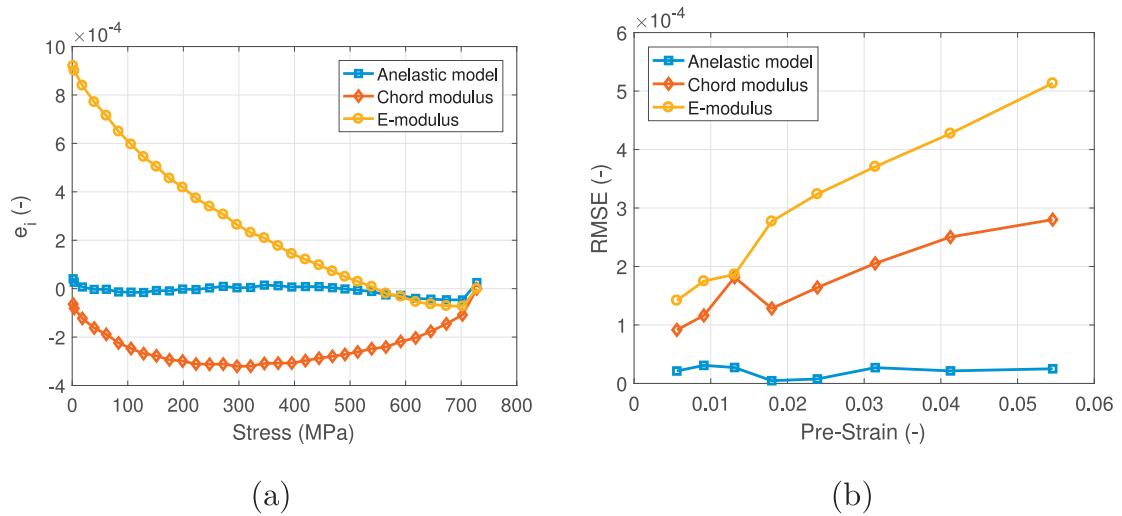 ×10⁻⁴
10
8
6
4
2
0
-2
-4
e_i (-)
0 100 200 300 400 500 600 700 800
Stress (MPa)
Anelastic model
Chord modulus
E-modulus
(a)
×10⁻⁴
6
5
4
3
2
1
0
RMSE (-)
0 0.01 0.02 0.03 0.04 0.05 0.06
Pre-Strain (-)
Anelastic model
Chord modulus
E-modulus
(b)